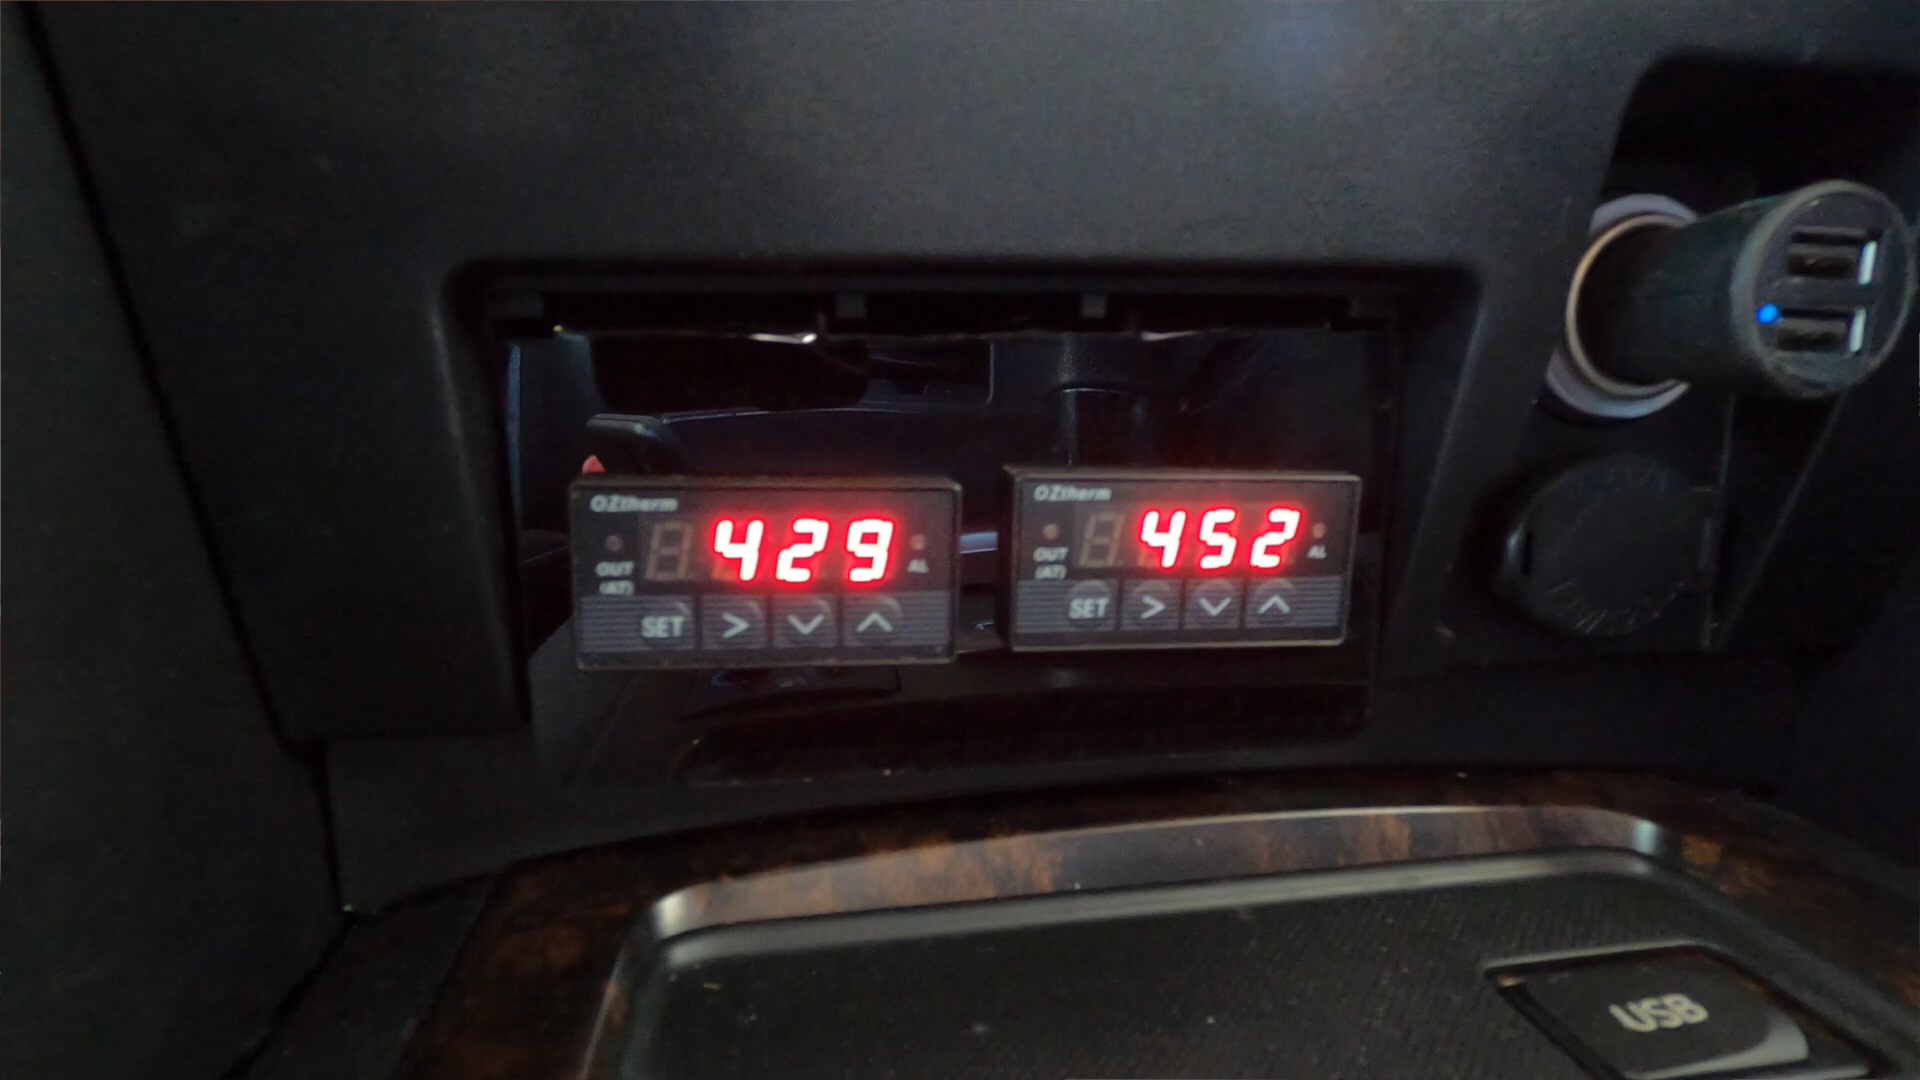 OZtherm
429
OUT
(AT)
AL
SET > ∨ ∧
OZtherm
452
OUT
(AT)
AL
SET > ∨ ∧
USB